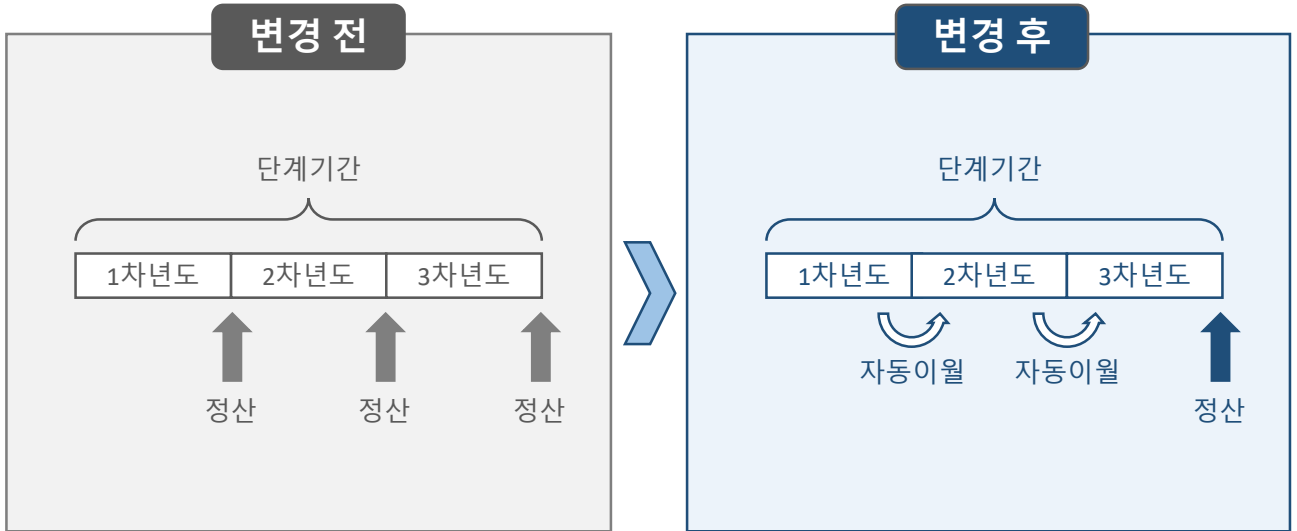 변경 전
단계기간
1차년도 2차년도 3차년도
정산 정산 정산
변경 후
단계기간
1차년도 2차년도 3차년도
자동이월 자동이월
정산